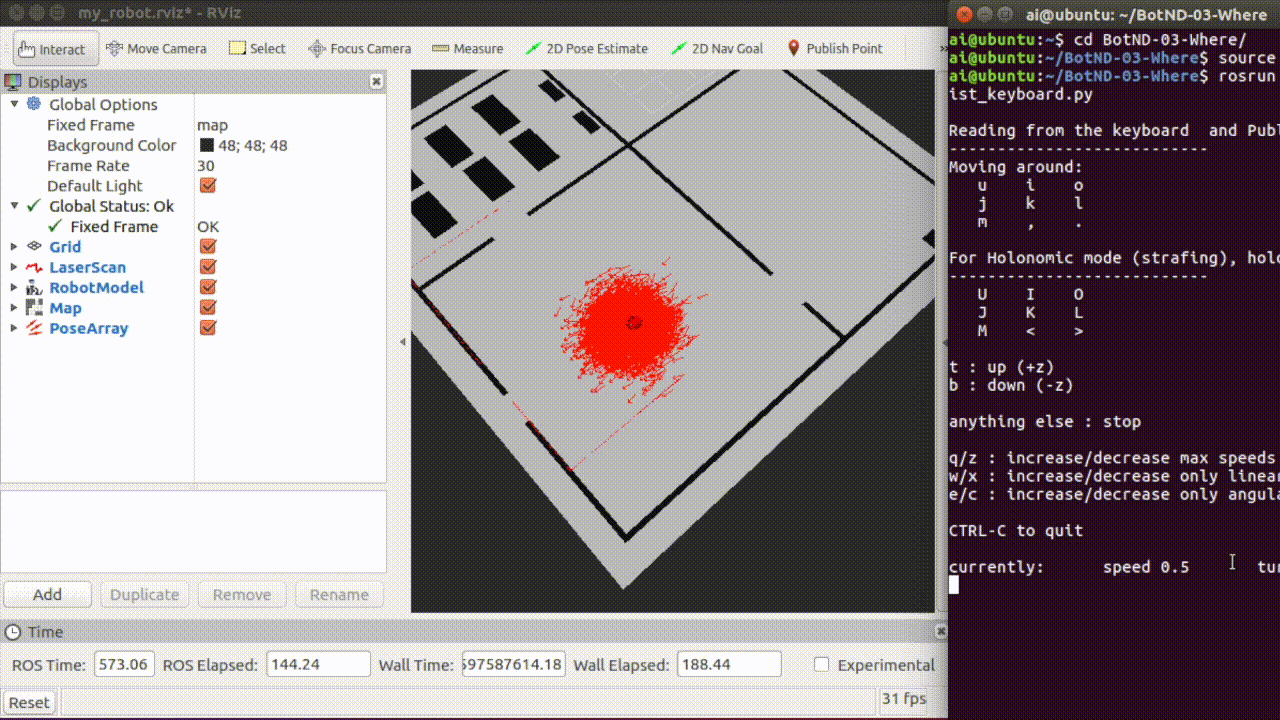 my_robot.rviz* - RViz
Interact Move Camera Select Focus Camera Measure 2D Pose Estimate 2D Nav Goal Publish Point »
Displays
Global Options
Fixed Frame map
Background Color 48; 48; 48
Frame Rate 30
Default Light
Global Status: Ok
Fixed Frame OK
Grid
LaserScan
RobotModel
Map
PoseArray
Add Duplicate Remove Rename
Time
ROS Time: 573.06 ROS Elapsed: 144.24 Wall Time: 597587614.18 Wall Elapsed: 188.44 Experimental
Reset 31 fps
ai@ubuntu: ~/BotND-03-Where
ai@ubuntu:~$ cd BotND-03-Where/
ai@ubuntu:~/BotND-03-Where$ source
ai@ubuntu:~/BotND-03-Where$ rosrun
ist_keyboard.py
Reading from the keyboard  and Publ
---------------------------
Moving around:
u i o
j k l
m , .
For Holonomic mode (strafing), hold
---------------------------
U I O
J K L
M < >
t : up (+z)
b : down (-z)
anything else : stop
q/z : increase/decrease max speeds
w/x : increase/decrease only linear
e/c : increase/decrease only angula
CTRL-C to quit
currently: speed 0.5 tur